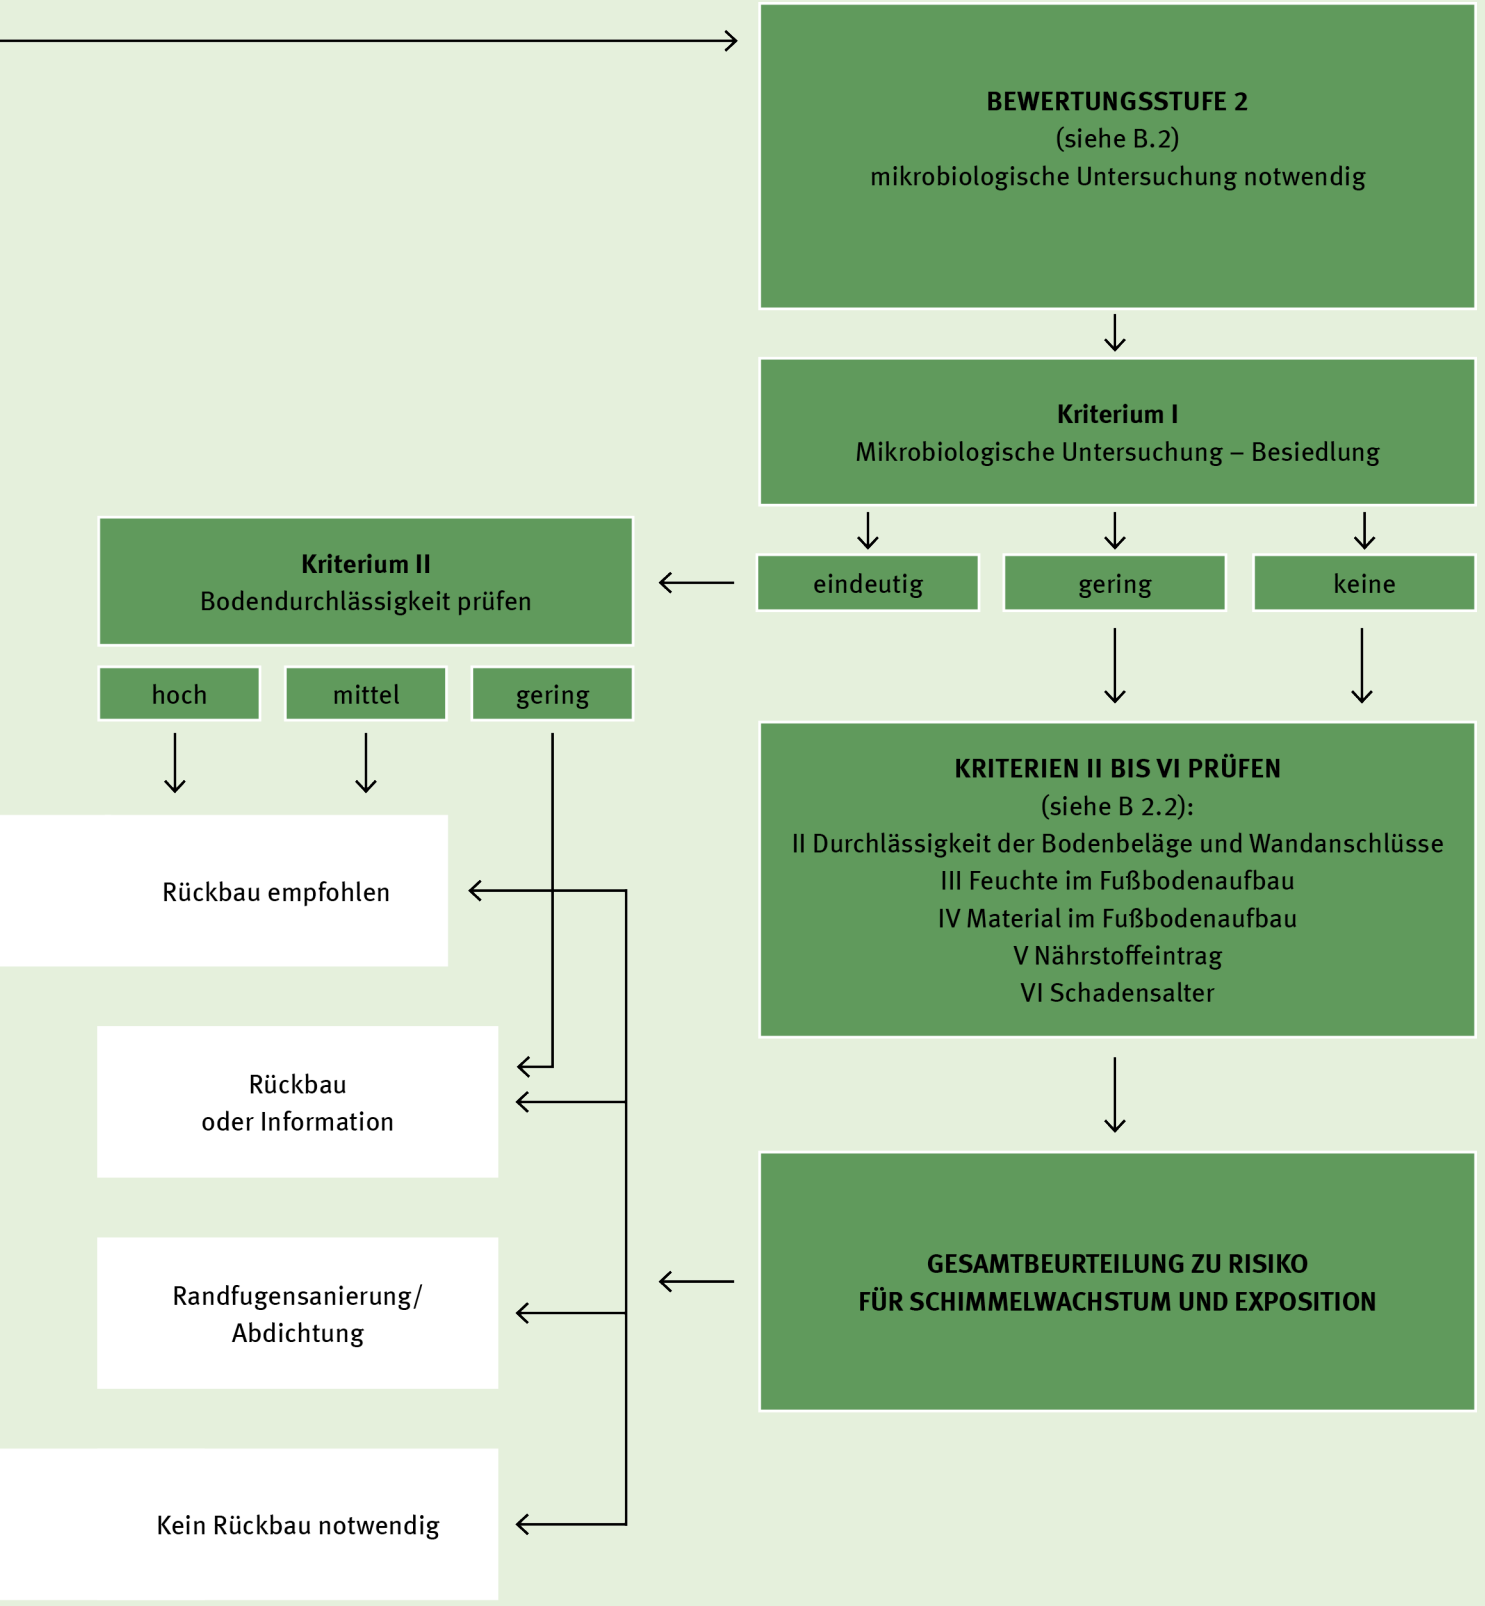 BEWERTUNGSSTUFE 2
(siehe B.2)
mikrobiologische Untersuchung notwendig
Kriterium I
Mikrobiologische Untersuchung – Besiedlung
eindeutig
gering
keine
Kriterium II
Bodendurchlässigkeit prüfen
hoch
mittel
gering
KRITERIEN II BIS VI PRÜFEN
(siehe B 2.2):
II Durchlässigkeit der Bodenbeläge und Wandanschlüsse
III Feuchte im Fußbodenaufbau
IV Material im Fußbodenaufbau
V Nährstoffeintrag
VI Schadensalter
GESAMTBEURTEILUNG ZU RISIKO
FÜR SCHIMMELWACHSTUM UND EXPOSITION
Rückbau empfohlen
Rückbau
oder Information
Randfugensanierung/
Abdichtung
Kein Rückbau notwendig